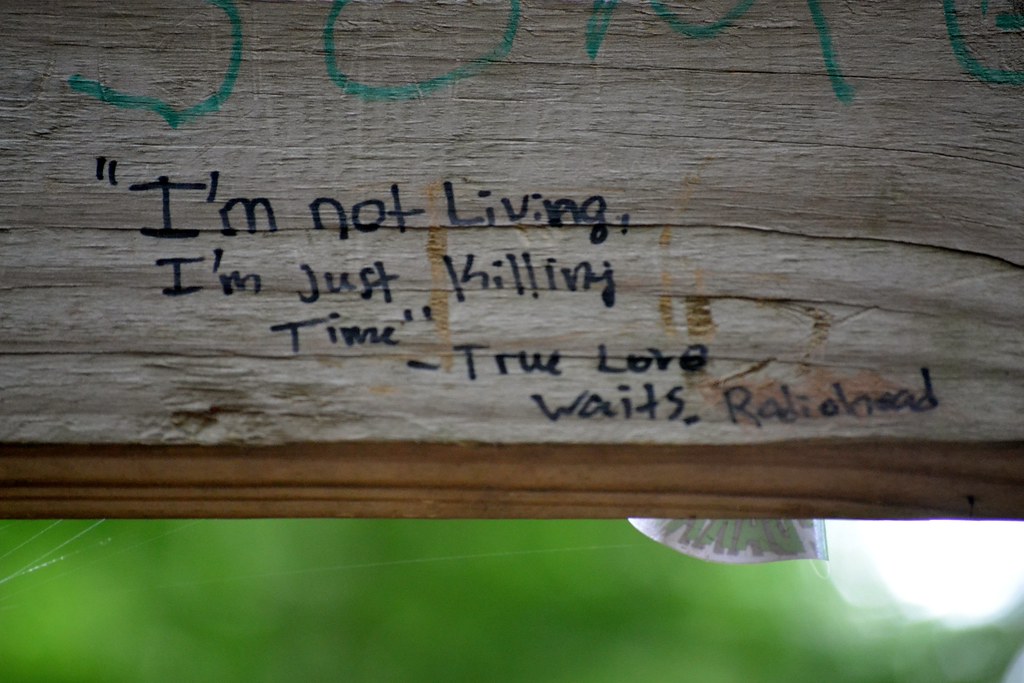 "I'm not Living,
I'm Just Killing
Time"
- True Love
waits. Radiohead